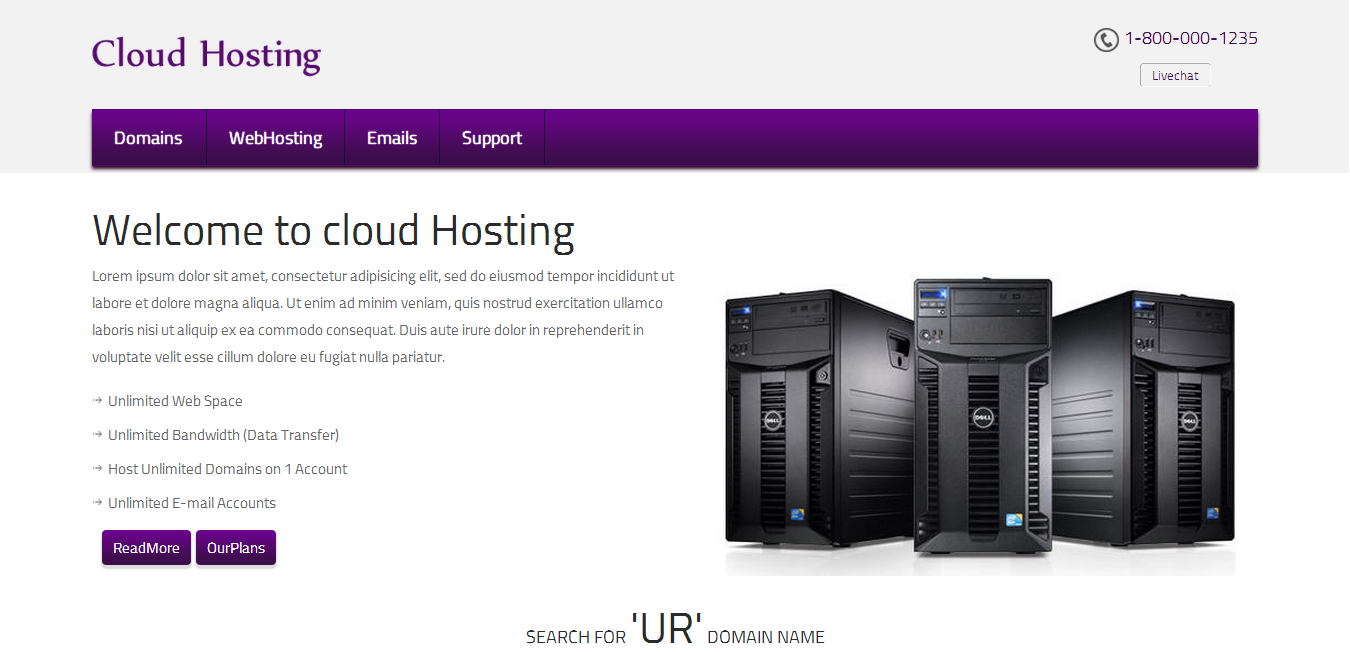 Cloud Hosting
1-800-000-1235
Livechat
Domains WebHosting Emails Support
Welcome to cloud Hosting
Lorem ipsum dolor sit amet, consectetur adipisicing elit, sed do eiusmod tempor incididunt ut
labore et dolore magna aliqua. Ut enim ad minim veniam, quis nostrud exercitation ullamco
laboris nisi ut aliquip ex ea commodo consequat. Duis aute irure dolor in reprehenderit in
voluptate velit esse cillum dolore eu fugiat nulla pariatur.
Unlimited Web Space
Unlimited Bandwidth (Data Transfer)
Host Unlimited Domains on 1 Account
Unlimited E-mail Accounts
ReadMore OurPlans
DELL DELL DELL
SEARCH FOR 'UR' DOMAIN NAME